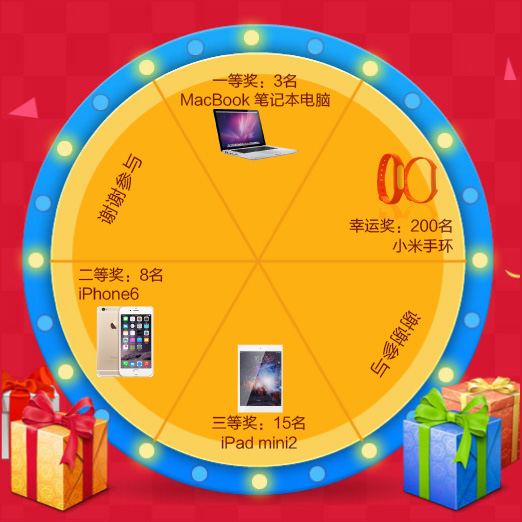 一等奖：3名
MacBook 笔记本电脑
谢谢参与
幸运奖：200名
小米手环
二等奖：8名
iPhone6
谢谢参与
三等奖：15名
iPad mini2